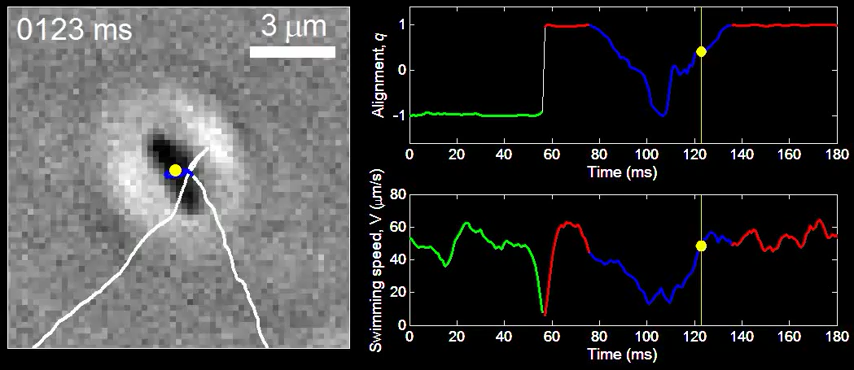 0123 ms
3 μm
Alignment, q
1
0
-1
0 20 40 60 80 100 120 140 160 180
Time (ms)
Swimming speed, V (μm/s)
80
60
40
20
0
0 20 40 60 80 100 120 140 160 180
Time (ms)